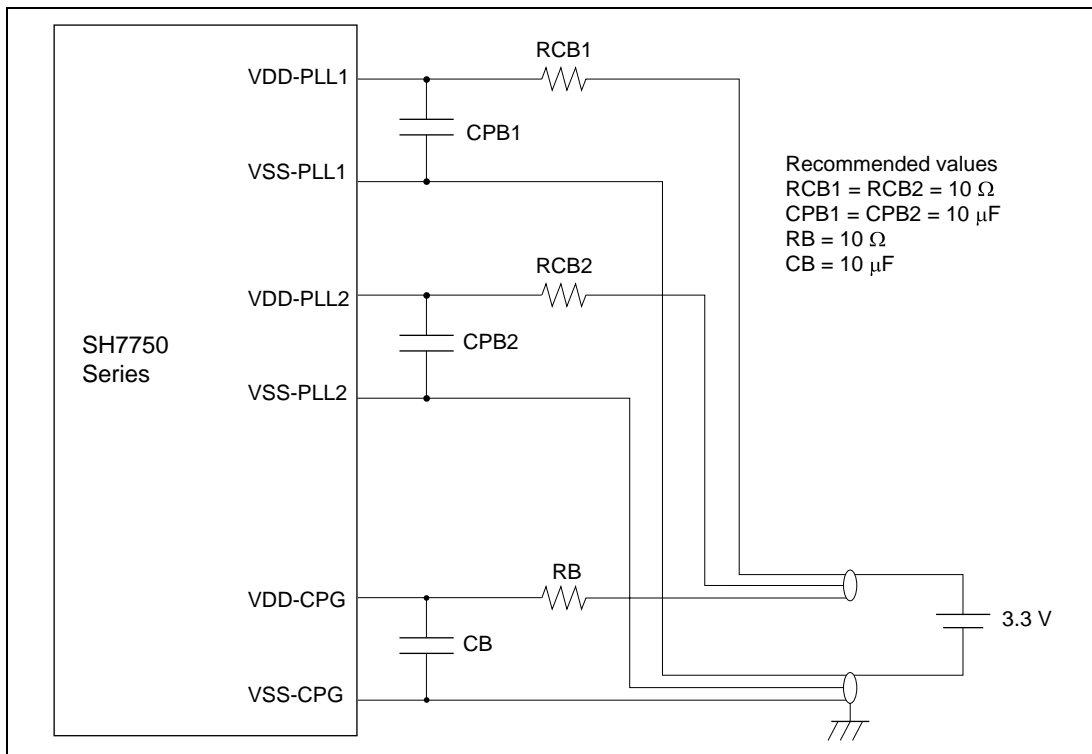 VDD-PLL1
RCB1
CPB1
VSS-PLL1
Recommended values
RCB1 = RCB2 = 10 Ω
CPB1 = CPB2 = 10 μF
RB = 10 Ω
CB = 10 μF
VDD-PLL2
RCB2
CPB2
SH7750
Series
VSS-PLL2
VDD-CPG
RB
CB
3.3 V
VSS-CPG